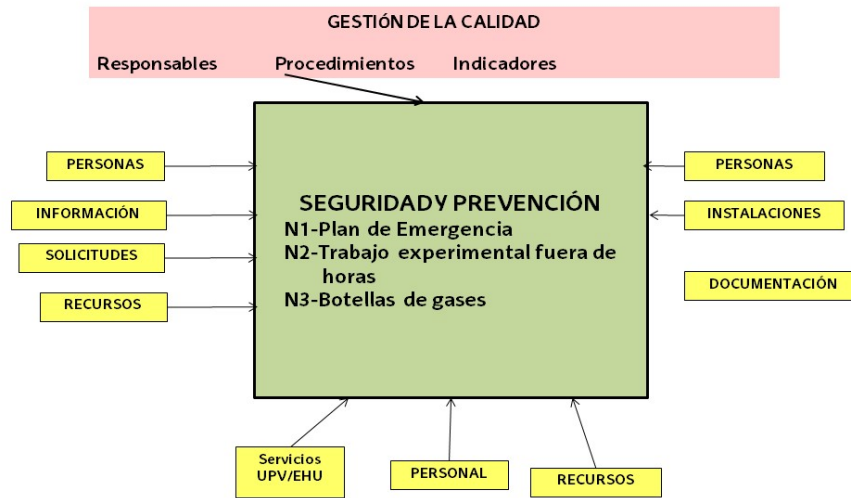 GESTIÓN DE LA CALIDAD
Responsables Procedimientos Indicadores
PERSONAS
INFORMACIÓN
SOLICITUDES
RECURSOS
SEGURIDAD Y PREVENCIÓN
N1-Plan de Emergencia
N2-Trabajo experimental fuera de
horas
N3-Botellas de gases
PERSONAS
INSTALACIONES
DOCUMENTACIÓN
Servicios
UPV/EHU
PERSONAL
RECURSOS